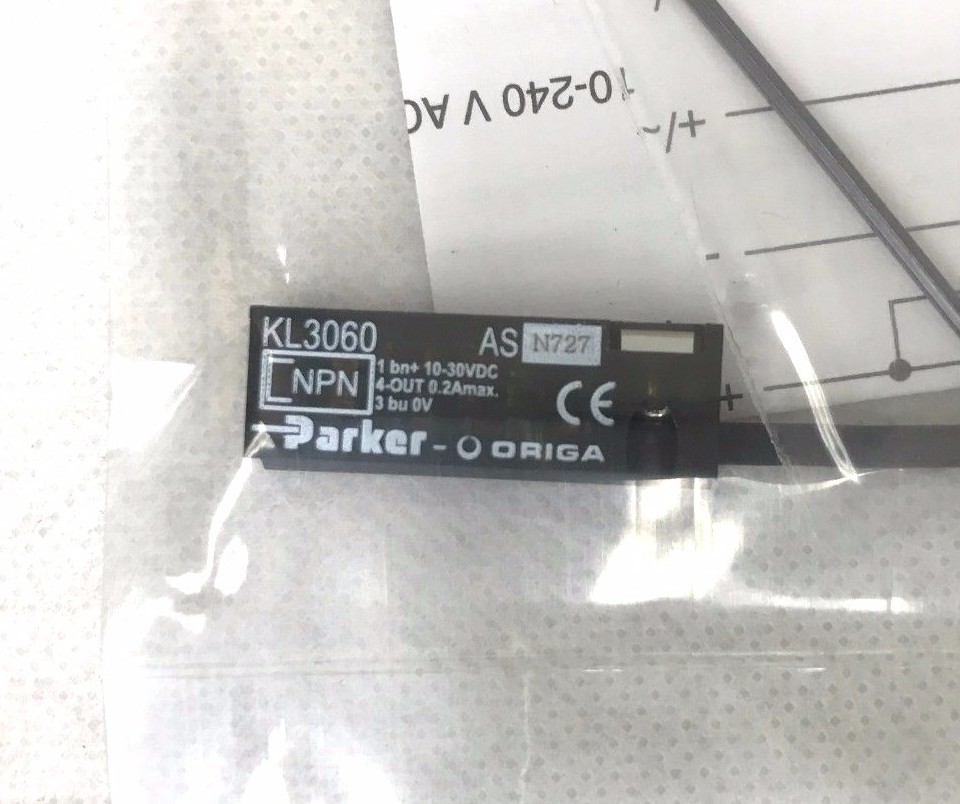 10-240 V AC
+/~
-
+
KL3060 AS N727
NPN
1 bn+ 10-30VDC
4-OUT 0.2Amax.
3 bu 0V
CE
Parker - ORIGA